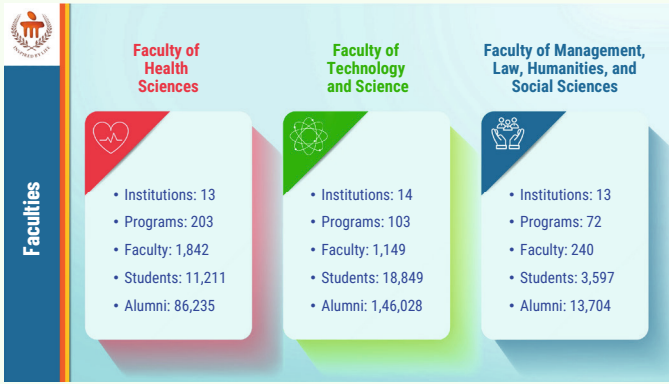 INSPIRED BY LIFE
Faculties
Faculty of
Health
Sciences
• Institutions: 13
• Programs: 203
• Faculty: 1,842
• Students: 11,211
• Alumni: 86,235
Faculty of
Technology
and Science
• Institutions: 14
• Programs: 103
• Faculty: 1,149
• Students: 18,849
• Alumni: 1,46,028
Faculty of Management,
Law, Humanities, and
Social Sciences
• Institutions: 13
• Programs: 72
• Faculty: 240
• Students: 3,597
• Alumni: 13,704